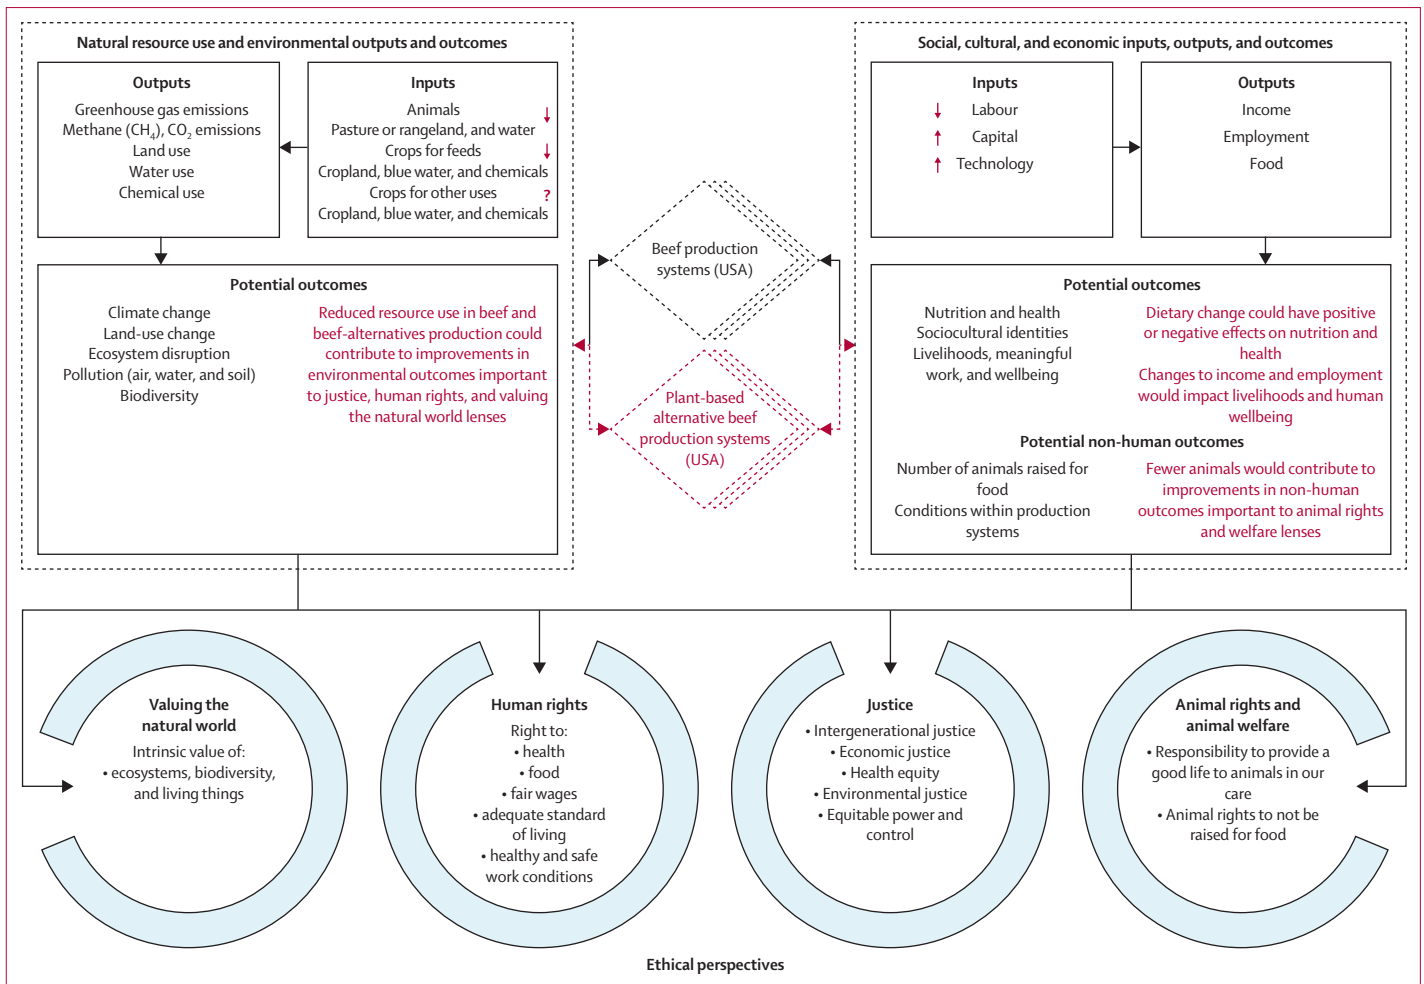 Natural resource use and environmental outputs and outcomes
Outputs
Greenhouse gas emissions
Methane (CH₄), CO₂ emissions
Land use
Water use
Chemical use
Inputs
Animals ↓
Pasture or rangeland, and water
Crops for feeds ↓
Cropland, blue water, and chemicals
Crops for other uses ?
Cropland, blue water, and chemicals
Potential outcomes
Climate change
Land-use change
Ecosystem disruption
Pollution (air, water, and soil)
Biodiversity
Reduced resource use in beef and
beef-alternatives production could
contribute to improvements in
environmental outcomes important
to justice, human rights, and valuing
the natural world lenses
Beef production
systems (USA)
Plant-based
alternative beef
production systems
(USA)
Social, cultural, and economic inputs, outputs, and outcomes
Inputs
↓ Labour
↑ Capital
↑ Technology
Outputs
Income
Employment
Food
Potential outcomes
Nutrition and health
Sociocultural identities
Livelihoods, meaningful
work, and wellbeing
Dietary change could have positive
or negative effects on nutrition and
health
Changes to income and employment
would impact livelihoods and human
wellbeing
Potential non-human outcomes
Number of animals raised for
food
Conditions within production
systems
Fewer animals would contribute to
improvements in non-human
outcomes important to animal rights
and welfare lenses
Valuing the
natural world
Intrinsic value of:
• ecosystems, biodiversity,
and living things
Human rights
Right to:
• health
• food
• fair wages
• adequate standard
of living
• healthy and safe
work conditions
Justice
• Intergenerational justice
• Economic justice
• Health equity
• Environmental justice
• Equitable power and
control
Animal rights and
animal welfare
• Responsibility to provide a
good life to animals in our
care
• Animal rights to not be
raised for food
Ethical perspectives